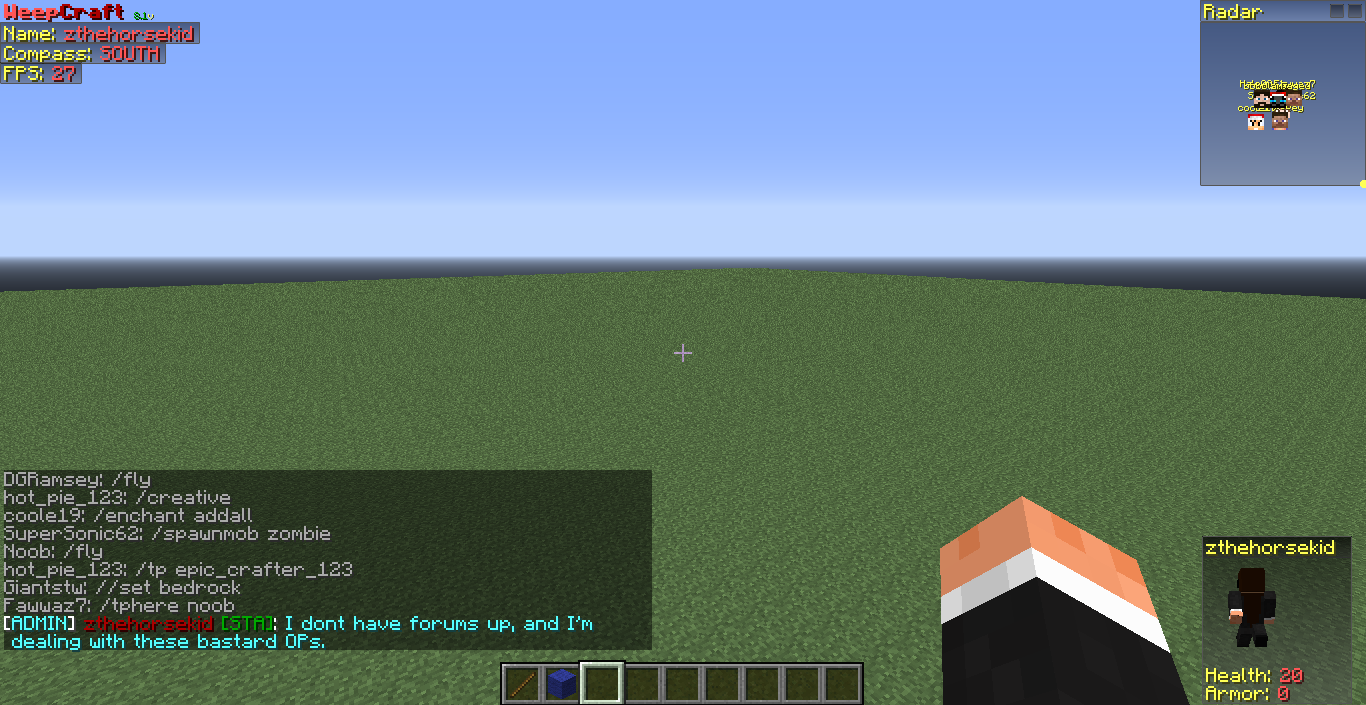 WeepCraft
Name: zthehorsekid
Compass: SOUTH
FPS: 27
Radar
DGRamsey: /fly
hot_pie_123: /creative
coole19: /enchant addall
SuperSonic62: /spawnmob zombie
Noob: /fly
hot_pie_123: /tp epic_crafter_123
Giantstw: //set bedrock
Fawwaz7: /tphere noob
[ADMIN] zthehorsekid [STA]: I dont have forums up, and I'm
dealing with these bastard OPs.
zthehorsekid
Health: 20
Armor: 0